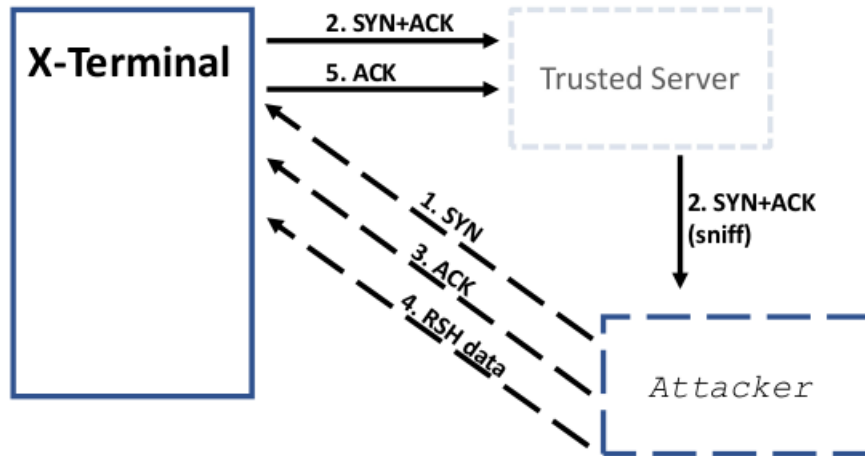 2. SYN+ACK
X-Terminal
5. ACK
Trusted Server
1. SYN
2. SYN+ACK
(sniff)
3. ACK
4. RSH data
Attacker